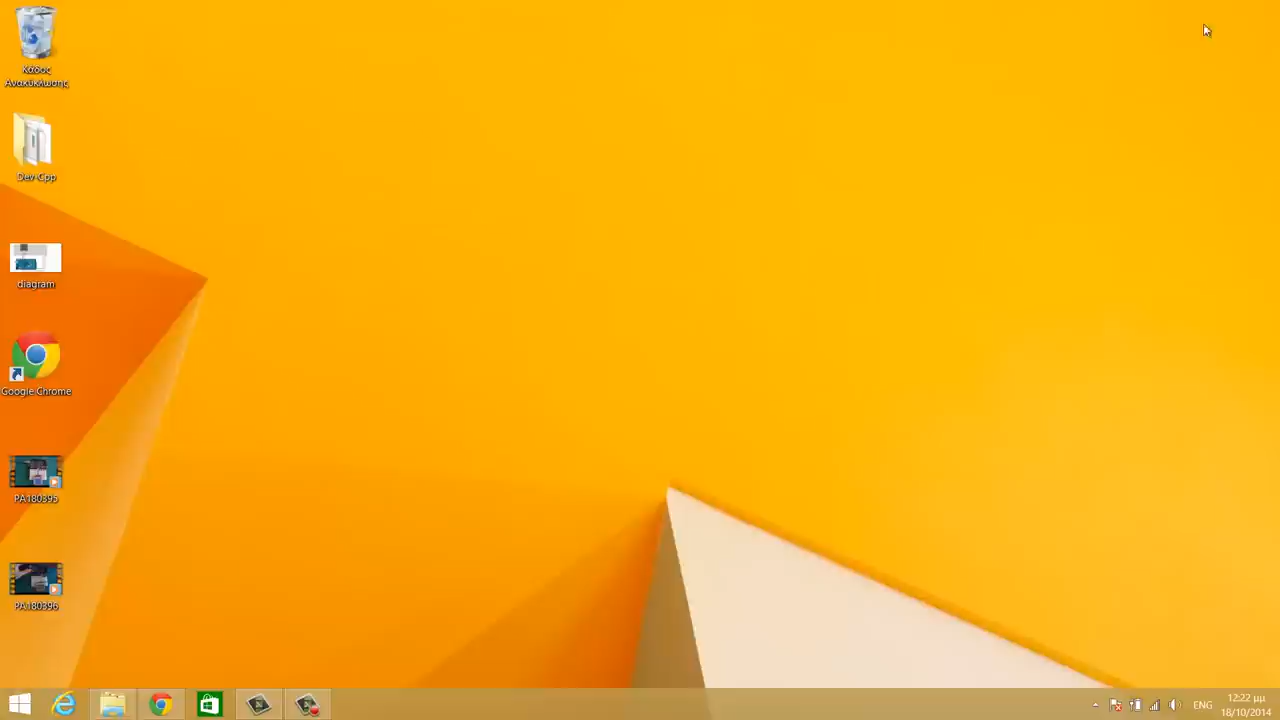 Κάδος
Ανακύκλωσης
Dev-Cpp
diagram
Google Chrome
PA180395
PA180396
ENG
12:22 μμ
18/10/2014